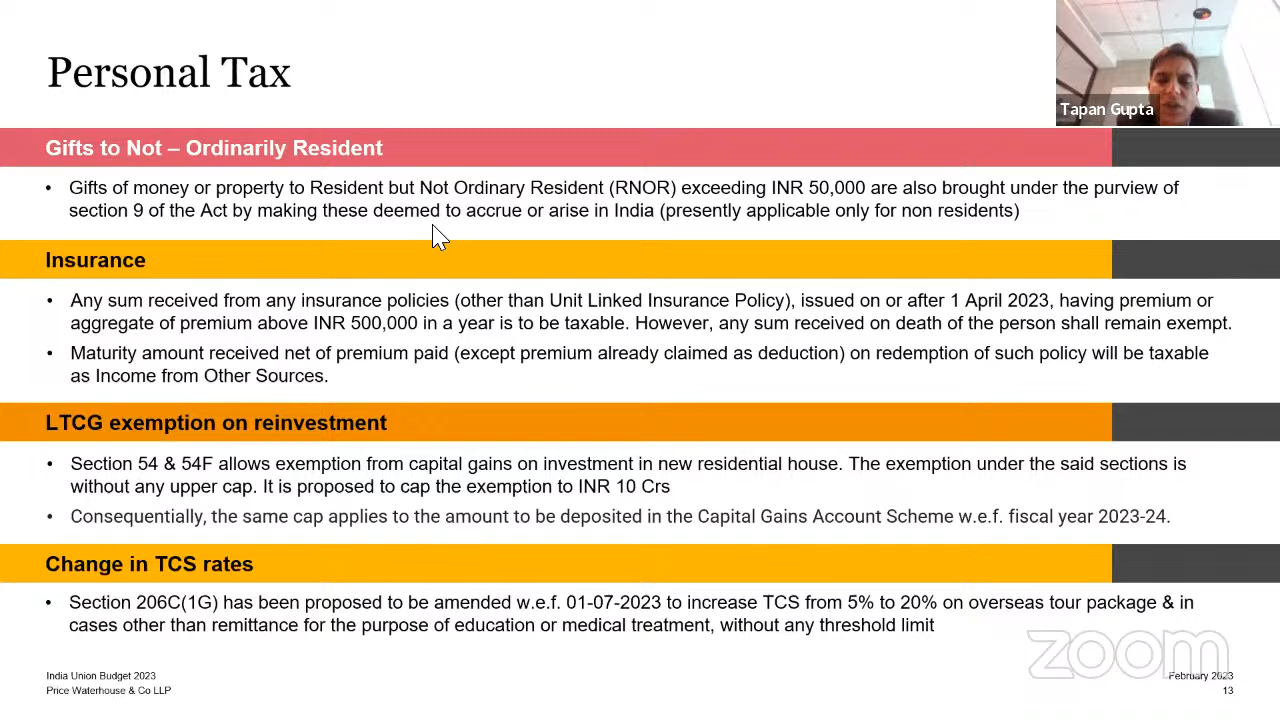 Personal Tax
Tapan Gupta
Gifts to Not – Ordinarily Resident
• Gifts of money or property to Resident but Not Ordinary Resident (RNOR) exceeding INR 50,000 are also brought under the purview of
section 9 of the Act by making these deemed to accrue or arise in India (presently applicable only for non residents)
Insurance
• Any sum received from any insurance policies (other than Unit Linked Insurance Policy), issued on or after 1 April 2023, having premium or
aggregate of premium above INR 500,000 in a year is to be taxable. However, any sum received on death of the person shall remain exempt.
• Maturity amount received net of premium paid (except premium already claimed as deduction) on redemption of such policy will be taxable
as Income from Other Sources.
LTCG exemption on reinvestment
• Section 54 & 54F allows exemption from capital gains on investment in new residential house. The exemption under the said sections is
without any upper cap. It is proposed to cap the exemption to INR 10 Crs
• Consequentially, the same cap applies to the amount to be deposited in the Capital Gains Account Scheme w.e.f. fiscal year 2023-24.
Change in TCS rates
• Section 206C(1G) has been proposed to be amended w.e.f. 01-07-2023 to increase TCS from 5% to 20% on overseas tour package & in
cases other than remittance for the purpose of education or medical treatment, without any threshold limit
zoom
India Union Budget 2023
Price Waterhouse & Co LLP
February 2023
13